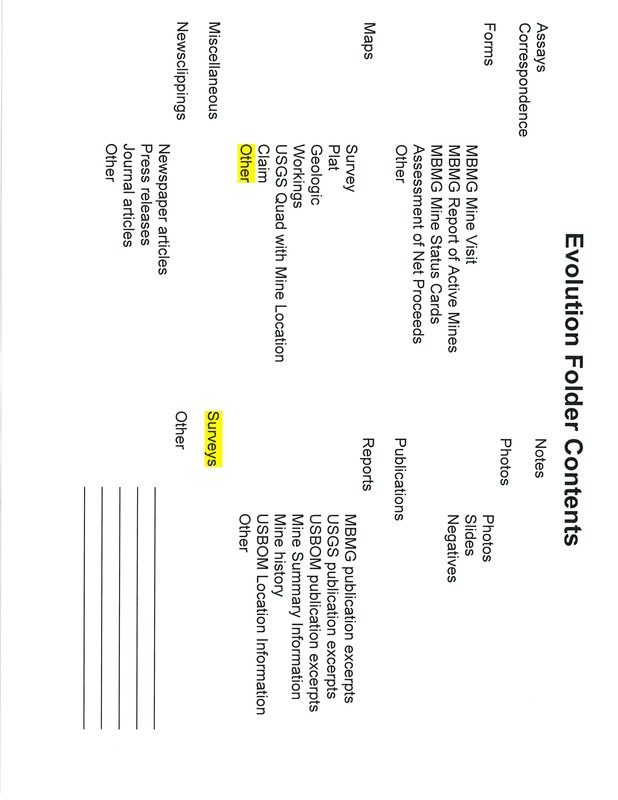 Evolution Folder Contents
Assays
Correspondence
Forms
MBMG Mine Visit
MBMG Report of Active Mines
MBMG Mine Status Cards
Assessment of Net Proceeds
Other
Maps
Survey
Plat
Geologic
Workings
USGS Quad with Mine Location
Claim
Other
Miscellaneous
Newsclippings
Newspaper articles
Press releases
Journal articles
Other
Notes
Photos
Photos
Slides
Negatives
Publications
Reports
MBMG publication excerpts
USGS publication excerpts
USBOM publication excerpts
Mine Summary Information
Mine history
USBOM Location Information
Other
Surveys
Other